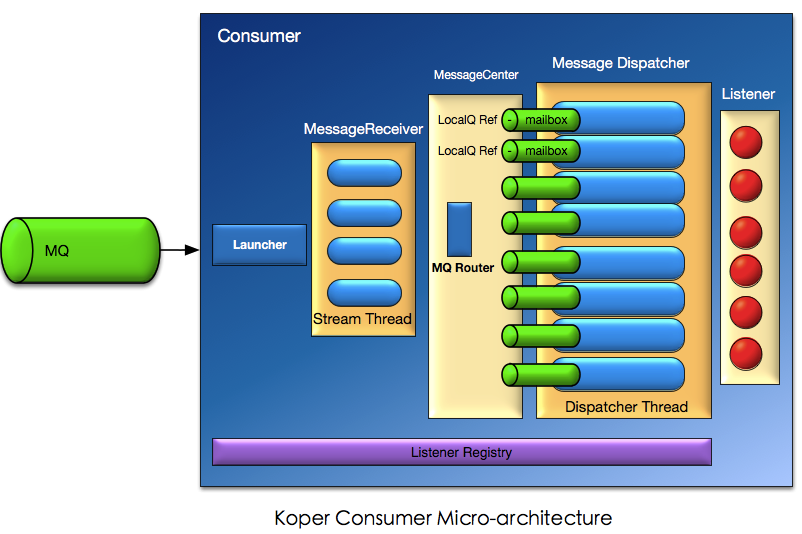 Consumer
Message Dispatcher
MessageCenter
Listener
MessageReceiver
LocalQ Ref - mailbox
LocalQ Ref - mailbox
MQ
Launcher
MQ Router
Stream Thread
Dispatcher Thread
Listener Registry
Koper Consumer Micro-architecture